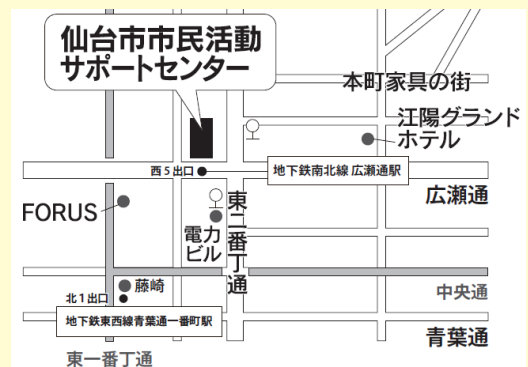 仙台市市民活動
サポートセンター
本町家具の街
江陽グランド
ホテル
西5出口
地下鉄南北線 広瀬通駅
広瀬通
FORUS
電力
ビル
東二番丁通
藤崎
北1出口
中央通
地下鉄東西線青葉通一番町駅
青葉通
東一番丁通